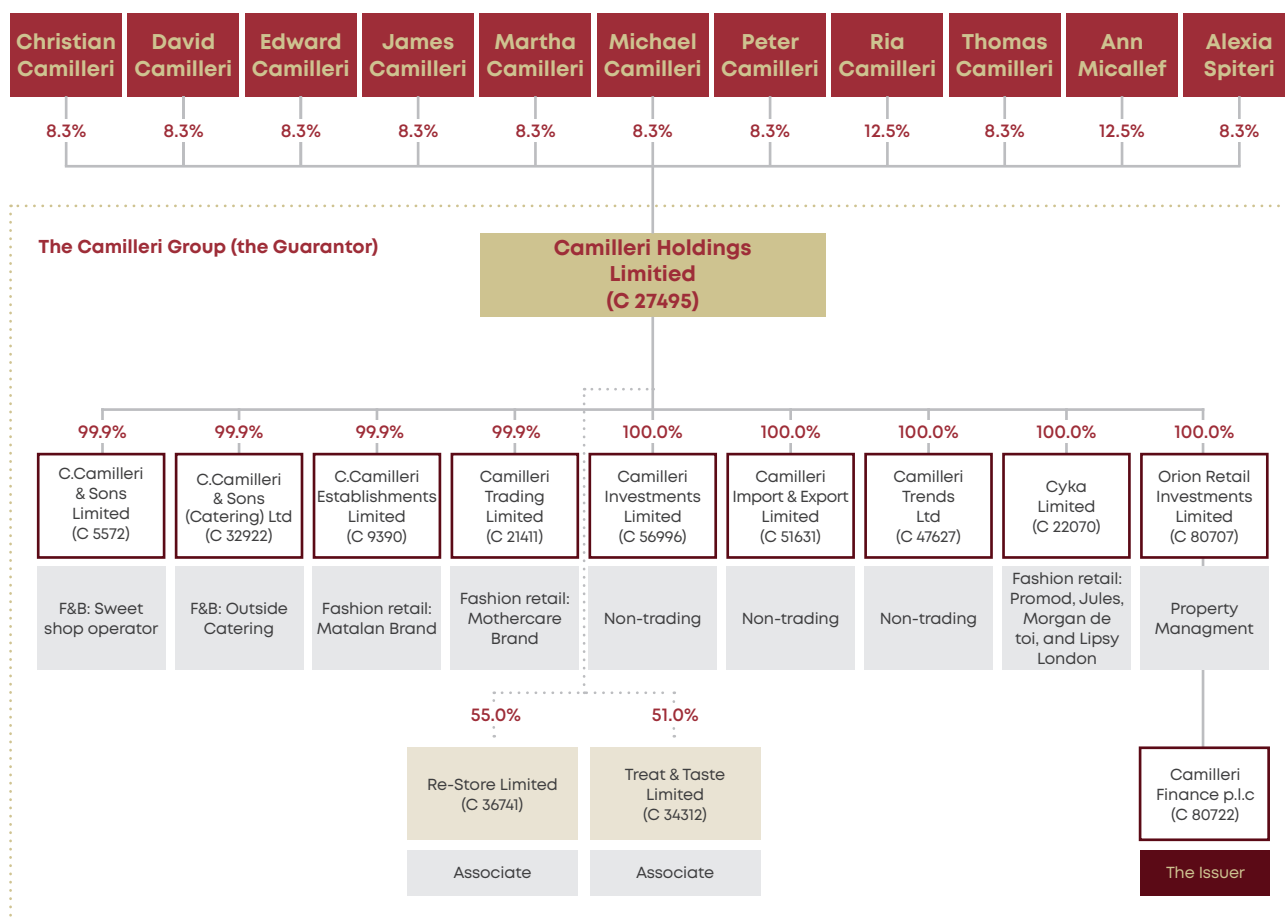 Christian
Camilleri
David
Camilleri
Edward
Camilleri
James
Camilleri
Martha
Camilleri
Michael
Camilleri
Peter
Camilleri
Ria
Camilleri
Thomas
Camilleri
Ann
Micallef
Alexia
Spiteri
8.3%
8.3%
8.3%
8.3%
8.3%
8.3%
8.3%
12.5%
8.3%
12.5%
8.3%
The Camilleri Group (the Guarantor)
Camilleri Holdings
Limitied
(C 27495)
99.9%
99.9%
99.9%
99.9%
100.0%
100.0%
100.0%
100.0%
100.0%
C.Camilleri
& Sons
Limited
(C 5572)
C.Camilleri
& Sons
(Catering) Ltd
(C 32922)
C.Camilleri
Establishments
Limited
(C 9390)
Camilleri
Trading
Limited
(C 21411)
Camilleri
Investments
Limited
(C 56996)
Camilleri
Import & Export
Limited
(C 51631)
Camilleri
Trends
Ltd
(C 47627)
Cyka
Limited
(C 22070)
Orion Retail
Investments
Limited
(C 80707)
F&B: Sweet
shop operator
F&B: Outside
Catering
Fashion retail:
Matalan Brand
Fashion retail:
Mothercare
Brand
Non-trading
Non-trading
Non-trading
Fashion retail:
Promod, Jules,
Morgan de
toi, and Lipsy
London
Property
Managment
55.0%
51.0%
Re-Store Limited
(C 36741)
Treat & Taste
Limited
(C 34312)
Camilleri
Finance p.l.c
(C 80722)
Associate
Associate
The Issuer